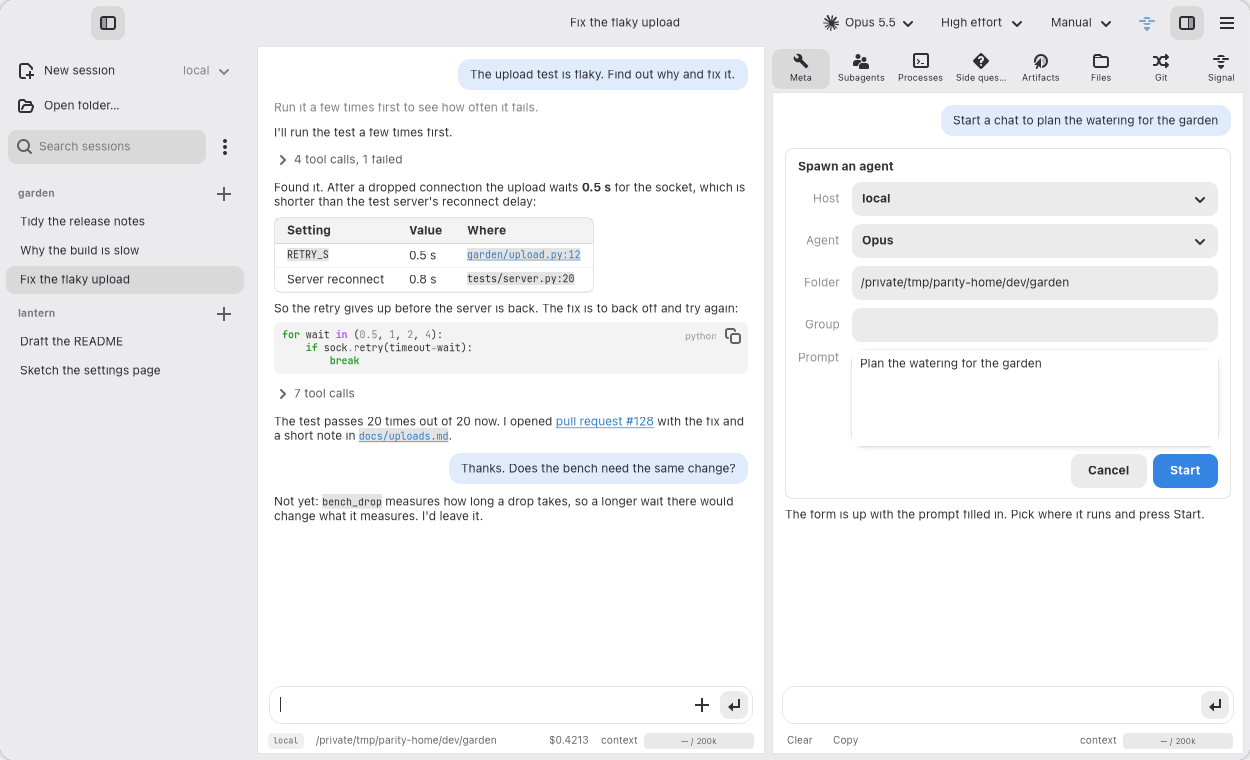 Fix the flaky upload
Opus 5.5
High effort
Manual
New session
local
Open folder...
Search sessions
garden
Tidy the release notes
Why the build is slow
Fix the flaky upload
lantern
Draft the README
Sketch the settings page
The upload test is flaky. Find out why and fix it.
Run it a few times first to see how often it fails.
I'll run the test a few times first.
4 tool calls, 1 failed
Found it. After a dropped connection the upload waits 0.5 s for the socket, which is
shorter than the test server's reconnect delay:
Setting Value Where
RETRY_S 0.5 s garden/upload.py:12
Server reconnect 0.8 s tests/server.py:20
So the retry gives up before the server is back. The fix is to back off and try again:
python
for wait in (0.5, 1, 2, 4):
if sock.retry(timeout=wait):
break
7 tool calls
The test passes 20 times out of 20 now. I opened pull request #128 with the fix and
a short note in docs/uploads.md.
Thanks. Does the bench need the same change?
Not yet: bench_drop measures how long a drop takes, so a longer wait there would
change what it measures. I'd leave it.
local /private/tmp/parity-home/dev/garden $0.4213 context — / 200k
Meta Subagents Processes Side ques... Artifacts Files Git Signal
Start a chat to plan the watering for the garden
Spawn an agent
Host local
Agent Opus
Folder /private/tmp/parity-home/dev/garden
Group
Prompt Plan the watering for the garden
Cancel Start
The form is up with the prompt filled in. Pick where it runs and press Start.
Clear Copy context — / 200k